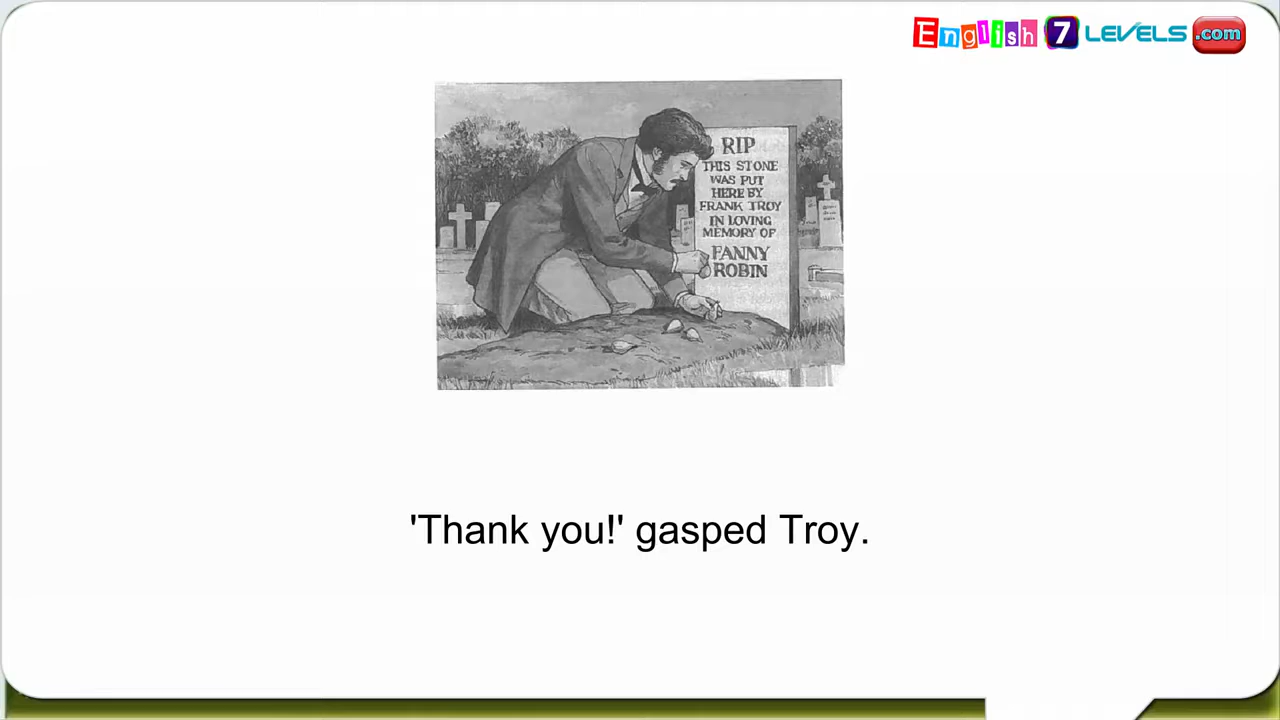 English 7 LEVELS .com
RIP
THIS STONE
WAS PUT
HERE BY
FRANK TROY
IN LOVING
MEMORY OF
FANNY
ROBIN
'Thank you!' gasped Troy.